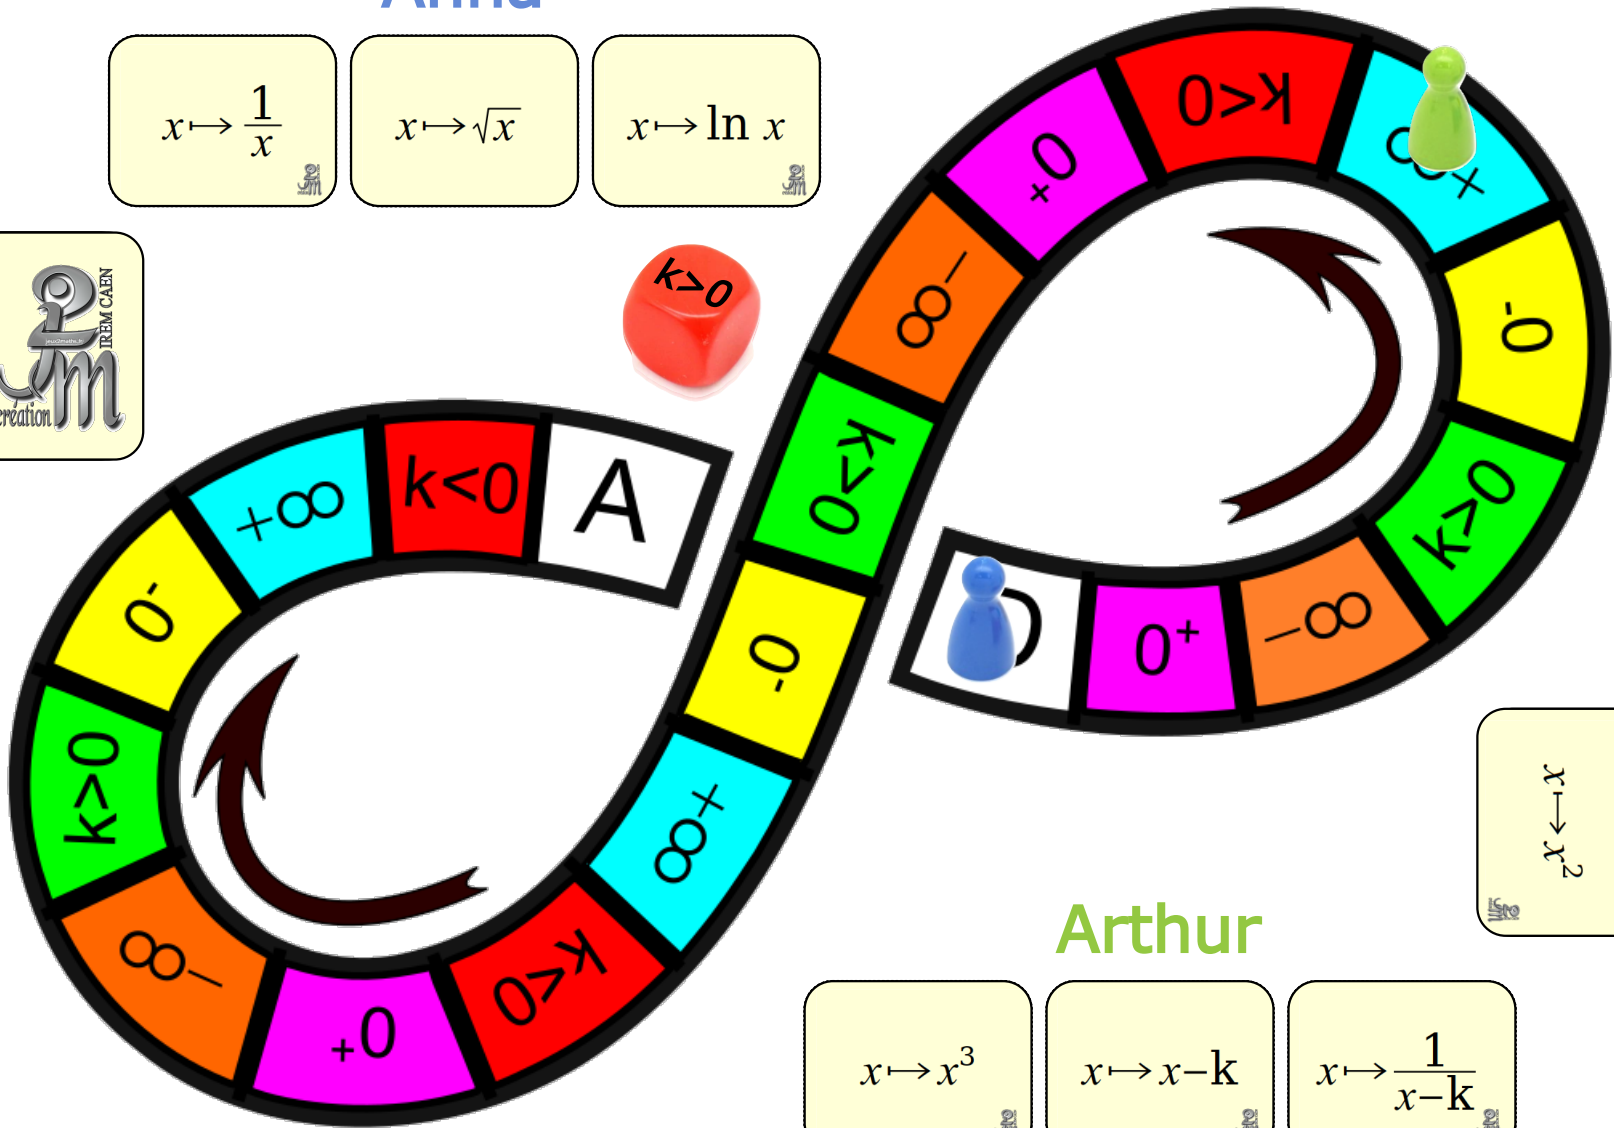 Anna
x ↦ 1/x
x ↦ √x
x ↦ ln x
k>0
IREM CAEN
création
A
k<0
+∞
0-
k>0
-∞
0+
k<0
+∞
0-
k>0
-∞
0+
k<0
+∞
0-
k>0
-∞
0+
D
x ↦ x²
Arthur
x ↦ x³
x ↦ x−k
x ↦ 1/(x−k)